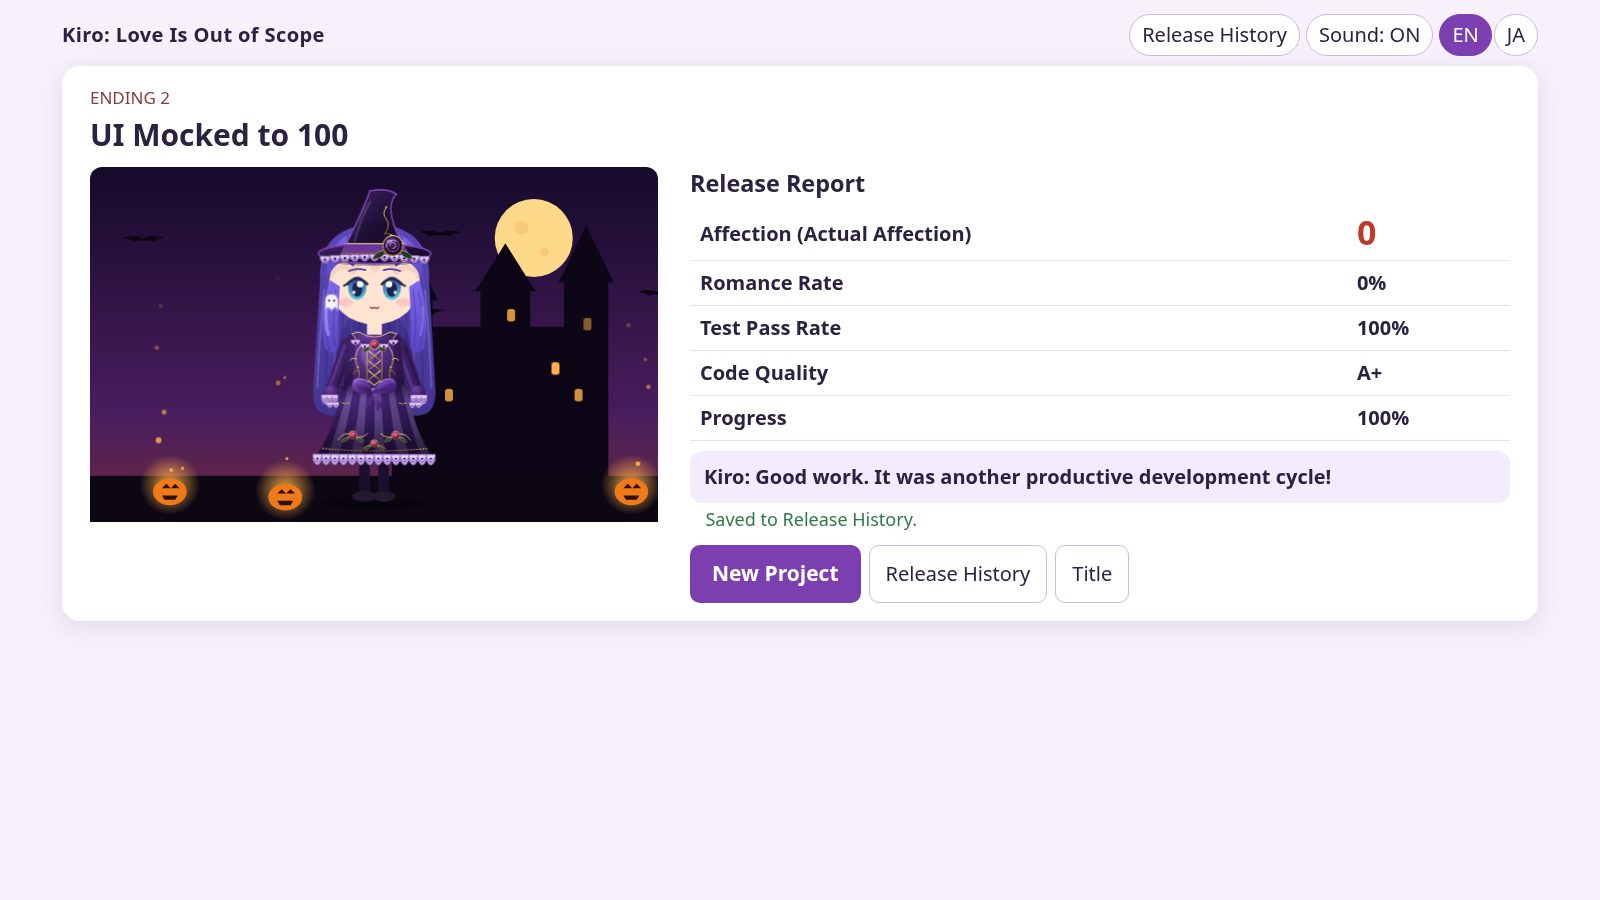 Kiro: Love Is Out of Scope
Release History
Sound: ON
EN
JA
ENDING 2
UI Mocked to 100
Release Report
Affection (Actual Affection) 0
Romance Rate 0%
Test Pass Rate 100%
Code Quality A+
Progress 100%
Kiro: Good work. It was another productive development cycle!
Saved to Release History.
New Project
Release History
Title